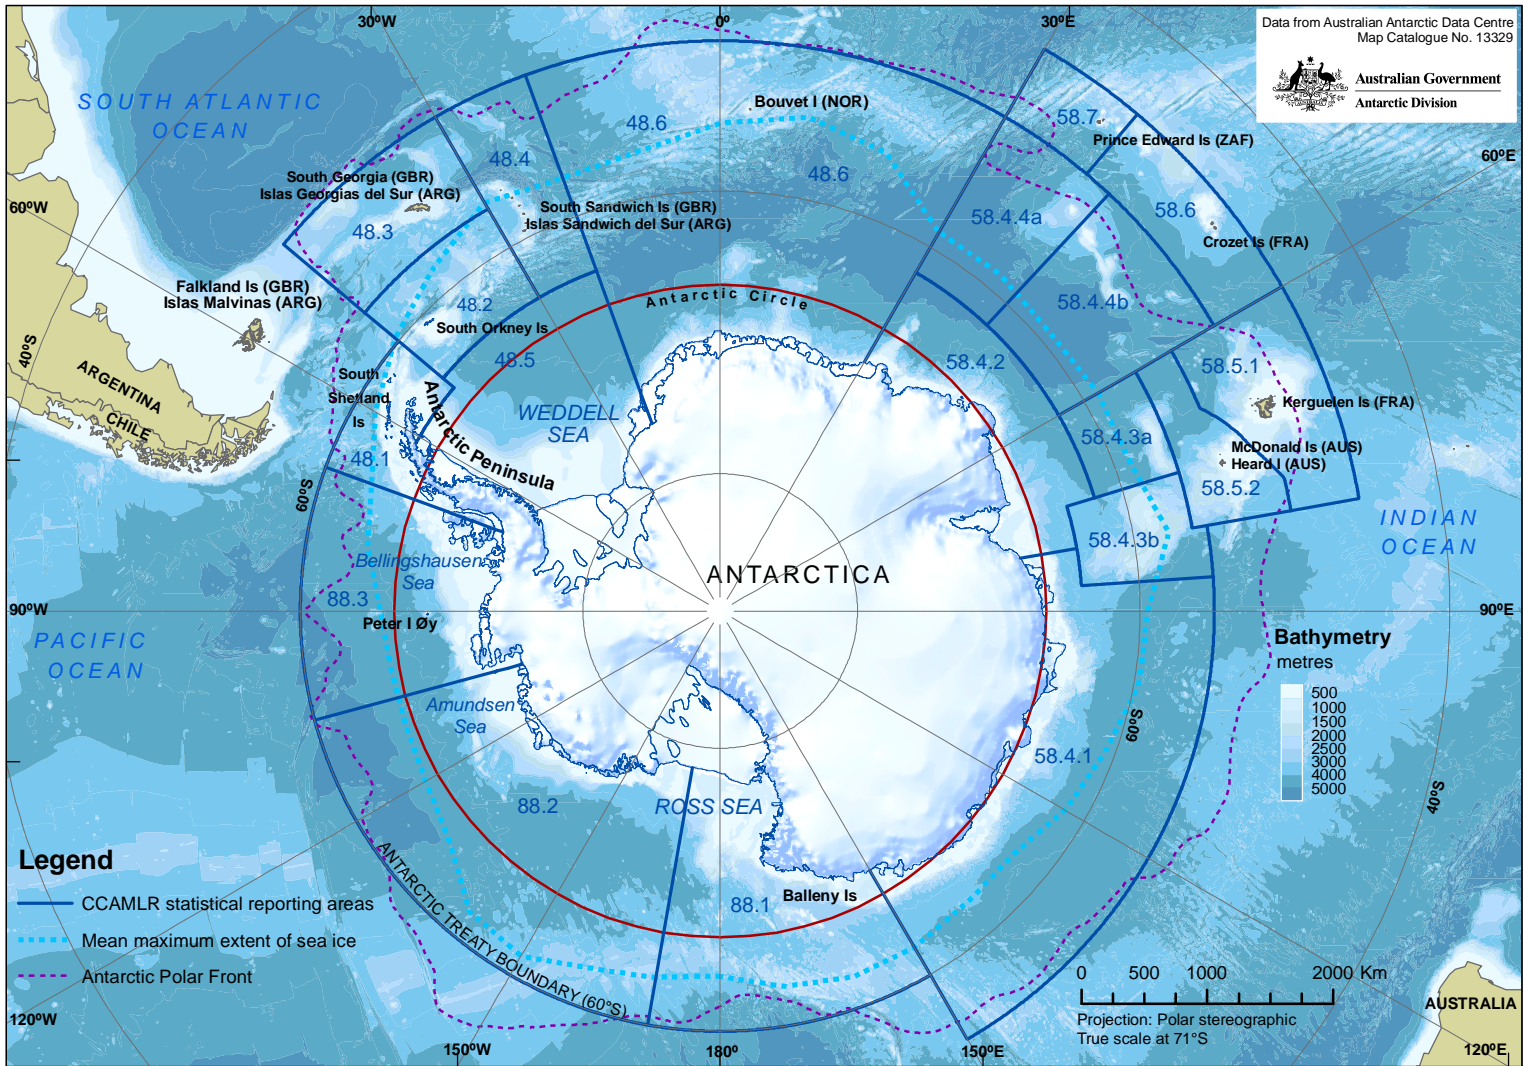 30ºW
0º
30ºE
Data from Australian Antarctic Data Centre
Map Catalogue No. 13329
Australian Government
Antarctic Division
SOUTH ATLANTIC
OCEAN
Bouvet I (NOR)
48.6
58.7
Prince Edward Is (ZAF)
60ºE
48.4
48.6
South Georgia (GBR)
Islas Georgias del Sur (ARG)
60ºW
South Sandwich Is (GBR)
Islas Sandwich del Sur (ARG)
58.4.4a
58.6
48.3
Crozet Is (FRA)
Falkland Is (GBR)
Islas Malvinas (ARG)
48.2
Antarctic Circle
58.4.4b
South Orkney Is
40ºS
48.5
58.4.2
58.5.1
ARGENTINA
CHILE
South
Shetland
Is
Antarctic Peninsula
WEDDELL
SEA
Kerguelen Is (FRA)
58.4.3a
McDonald Is (AUS)
Heard I (AUS)
48.1
58.5.2
60ºS
INDIAN
OCEAN
58.4.3b
Bellingshausen
Sea
ANTARCTICA
88.3
90ºW
90ºE
Peter I Øy
PACIFIC
OCEAN
Bathymetry
metres
500
1000
1500
2000
2500
3000
4000
5000
Amundsen
Sea
60ºS
58.4.1
40ºS
88.2
ROSS SEA
Legend
CCAMLR statistical reporting areas
Mean maximum extent of sea ice
Antarctic Polar Front
ANTARCTIC TREATY BOUNDARY (60°S)
Balleny Is
88.1
0 500 1000 2000 Km
Projection: Polar stereographic
True scale at 71°S
AUSTRALIA
120ºW
150ºW
180º
150ºE
120ºE